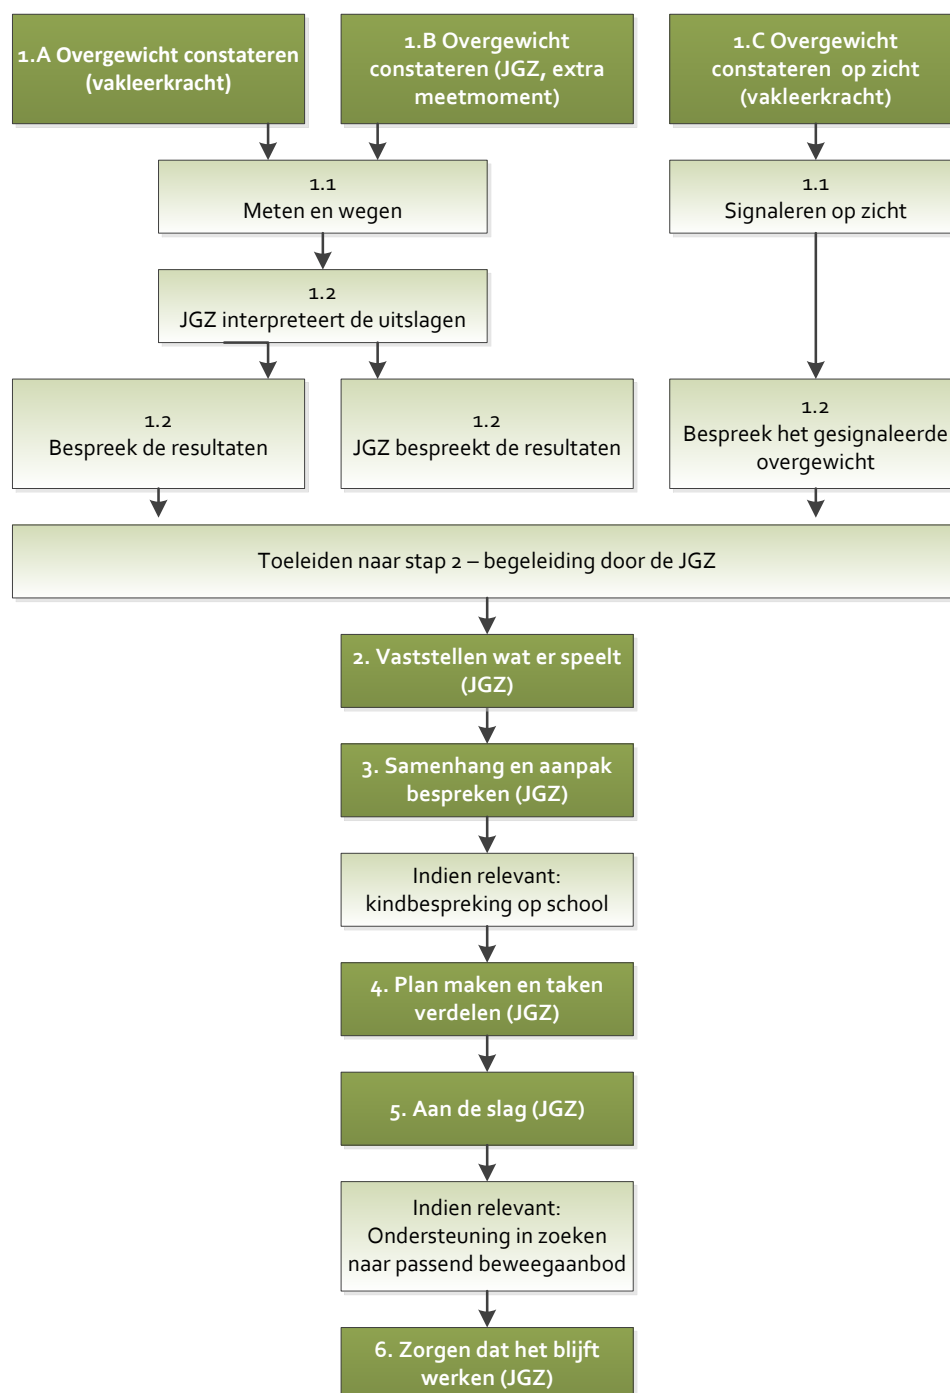 1.A Overgewicht constateren
(vakleerkracht)
1.B Overgewicht
constateren (JGZ, extra
meetmoment)
1.C Overgewicht
constateren op zicht
(vakleerkracht)
1.1
Meten en wegen
1.1
Signaleren op zicht
1.2
JGZ interpreteert de uitslagen
1.2
Bespreek de resultaten
1.2
JGZ bespreekt de resultaten
1.2
Bespreek het gesignaleerde
overgewicht
Toeleiden naar stap 2 – begeleiding door de JGZ
2. Vaststellen wat er speelt
(JGZ)
3. Samenhang en aanpak
bespreken (JGZ)
Indien relevant:
kindbespreking op school
4. Plan maken en taken
verdelen (JGZ)
5. Aan de slag (JGZ)
Indien relevant:
Ondersteuning in zoeken
naar passend beweegaanbod
6. Zorgen dat het blijft
werken (JGZ)